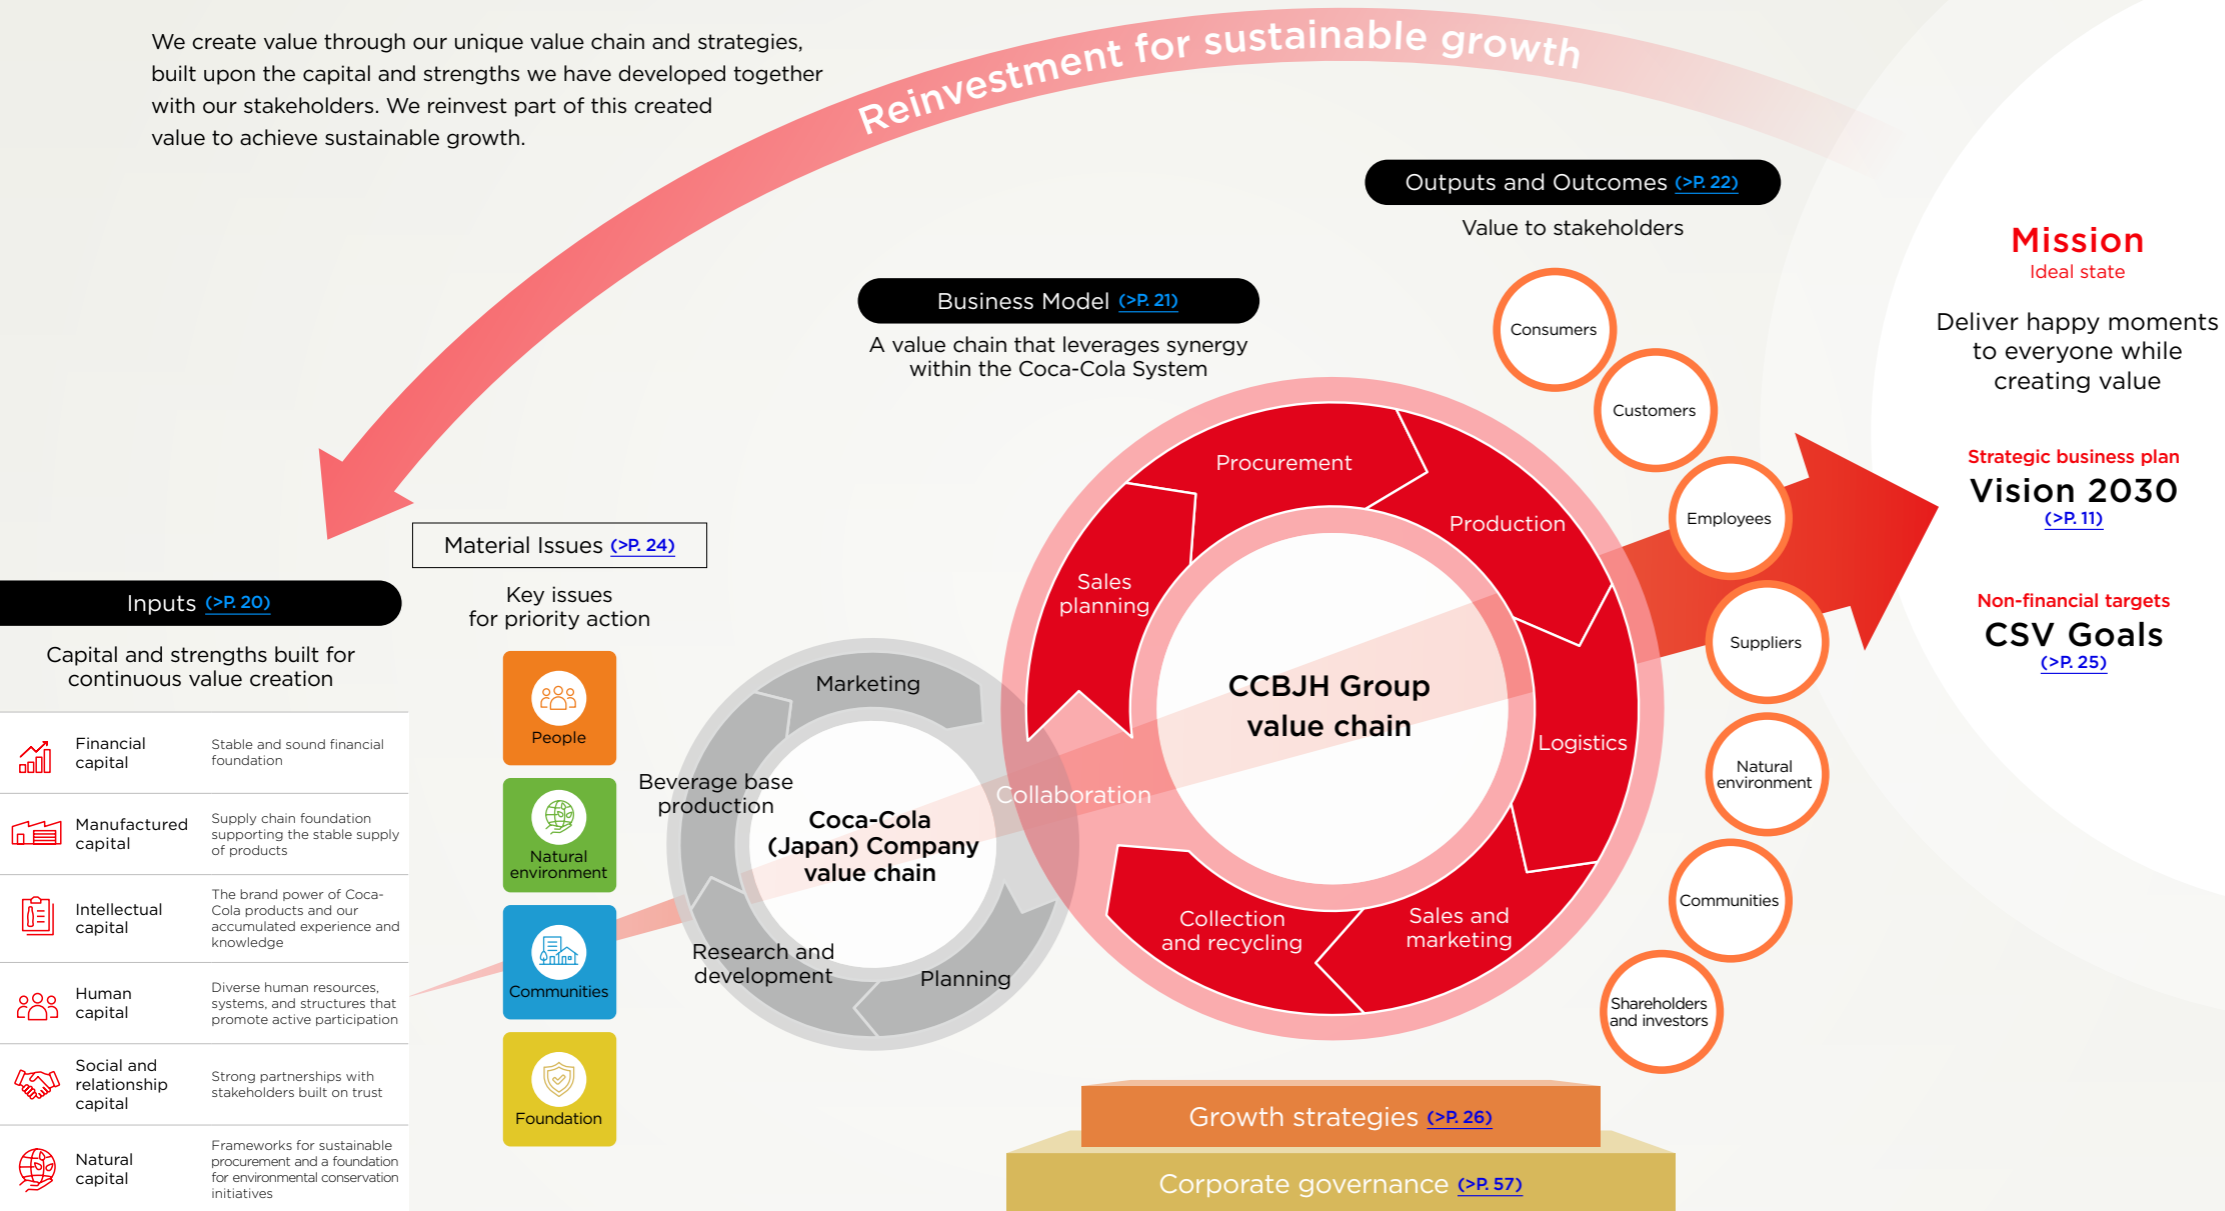 We create value through our unique value chain and strategies,
built upon the capital and strengths we have developed together
with our stakeholders. We reinvest part of this created
value to achieve sustainable growth.
Reinvestment for sustainable growth
Inputs (>P. 20)
Capital and strengths built for
continuous value creation
Financial
capital
Stable and sound financial
foundation
Manufactured
capital
Supply chain foundation
supporting the stable supply
of products
Intellectual
capital
The brand power of Coca-
Cola products and our
accumulated experience and
knowledge
Human
capital
Diverse human resources,
systems, and structures that
promote active participation
Social and
relationship
capital
Strong partnerships with
stakeholders built on trust
Natural
capital
Frameworks for sustainable
procurement and a foundation
for environmental conservation
initiatives
Material Issues (>P. 24)
Key issues
for priority action
People
Natural
environment
Communities
Foundation
Business Model (>P. 21)
A value chain that leverages synergy
within the Coca-Cola System
Marketing
Beverage base
production
Research and
development
Planning
Coca-Cola
(Japan) Company
value chain
Collaboration
Sales
planning
Procurement
Production
Logistics
Sales and
marketing
Collection
and recycling
CCBJH Group
value chain
Growth strategies (>P. 26)
Corporate governance (>P. 57)
Outputs and Outcomes (>P. 22)
Value to stakeholders
Consumers
Customers
Employees
Suppliers
Natural
environment
Communities
Shareholders
and investors
Mission
Ideal state
Deliver happy moments
to everyone while
creating value
Strategic business plan
Vision 2030
(>P. 11)
Non-financial targets
CSV Goals
(>P. 25)